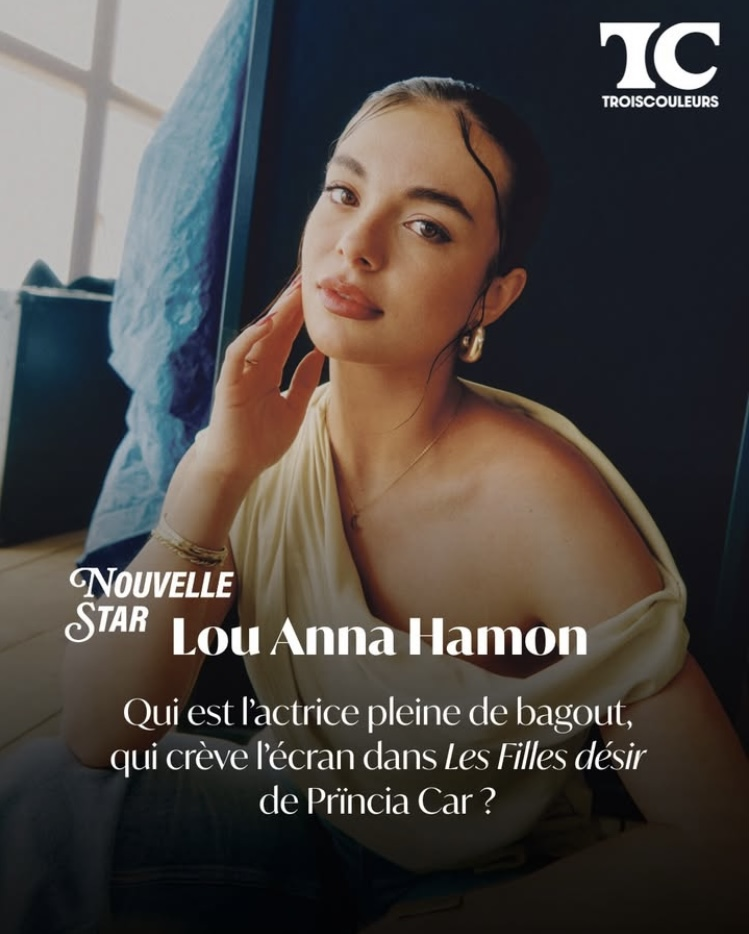 TC
TROISCOULEURS
NOUVELLE
STAR
Lou Anna Hamon
Qui est l’actrice pleine de bagout,
qui crève l’écran dans Les Filles désir
de Prïncia Car ?